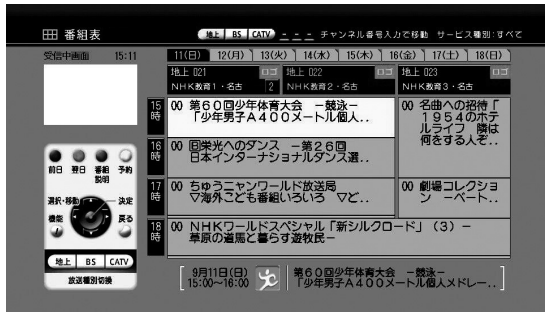 番組表
地上 BS CATV _ _ _ チャンネル番号入力で移動 サービス種別:すべて
受信中画面 15:11
11(日) 12(月) 13(火) 14(水) 15(木) 16(金) 17(土) 18(日)
地上 021 ロゴ 地上 022 ロゴ 地上 023 ロゴ
NHK教育1・名古 2 NHK教育2・名古 NHK教育3・名古
15時 00 第60回少年体育大会 −競泳−
「少年男子A400メートル個人..
00 名曲への招待「
1954のホテ
ルライフ 隣は
何をする人ぞ..
16時 00 回栄光へのダンス −第26回
日本インターナショナルダンス選..
17時 00 ちゅうニャンワールド放送局
▽海外こども番組いろいろ ▽ど..
00 劇場コレクショ
ン −ベート..
18時 00 NHKワールドスペシャル「新シルクロード」(3) −
草原の道馬と暮らす遊牧民−
前日 翌日 番組説明 予約
選択・移動 決定
機能 戻る
地上 BS CATV
放送種別切換
9月11日(日)
15:00~16:00
第60回少年体育大会 −競泳−
「少年男子A400メートル個人メドレー..